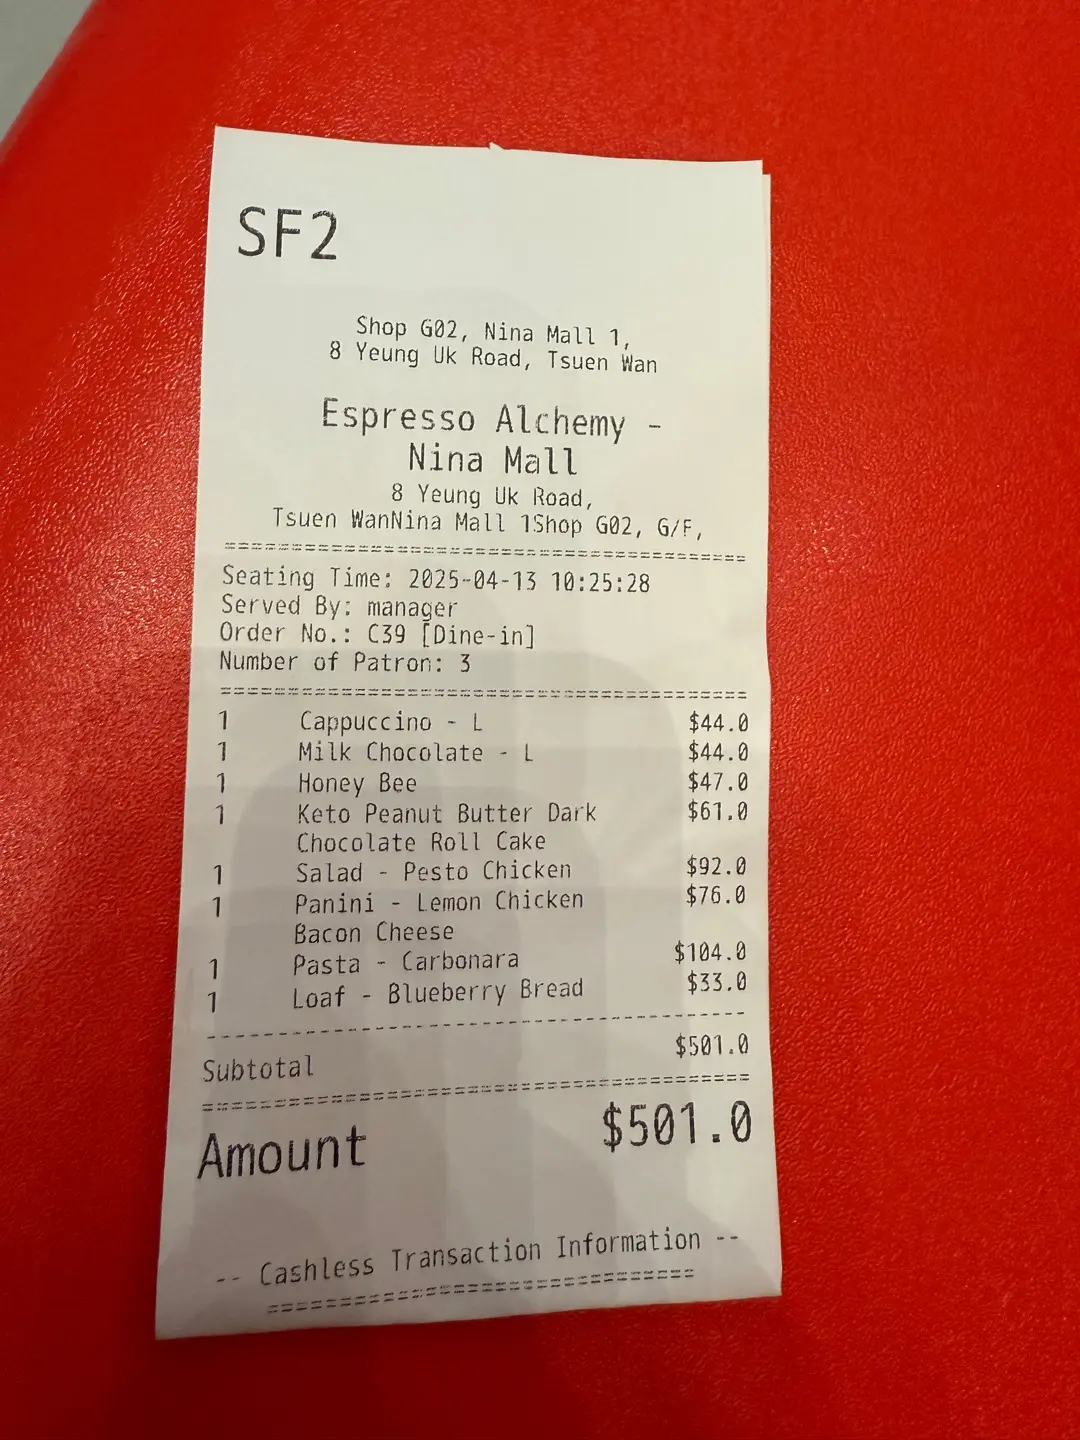 SF2
Shop G02, Nina Mall 1,
8 Yeung Uk Road, Tsuen Wan
Espresso Alchemy -
Nina Mall
8 Yeung Uk Road,
Tsuen WanNina Mall 1Shop G02, G/F,
=======================================
Seating Time: 2025-04-13 10:25:28
Served By: manager
Order No.: C39 [Dine-in]
Number of Patron: 3
=======================================
1 Cappuccino - L $44.0
1 Milk Chocolate - L $44.0
1 Honey Bee $47.0
1 Keto Peanut Butter Dark $61.0
Chocolate Roll Cake
1 Salad - Pesto Chicken $92.0
1 Panini - Lemon Chicken $76.0
Bacon Cheese
1 Pasta - Carbonara $104.0
1 Loaf - Blueberry Bread $33.0
---------------------------------------
Subtotal $501.0
=======================================
Amount $501.0
-- Cashless Transaction Information --
===============================